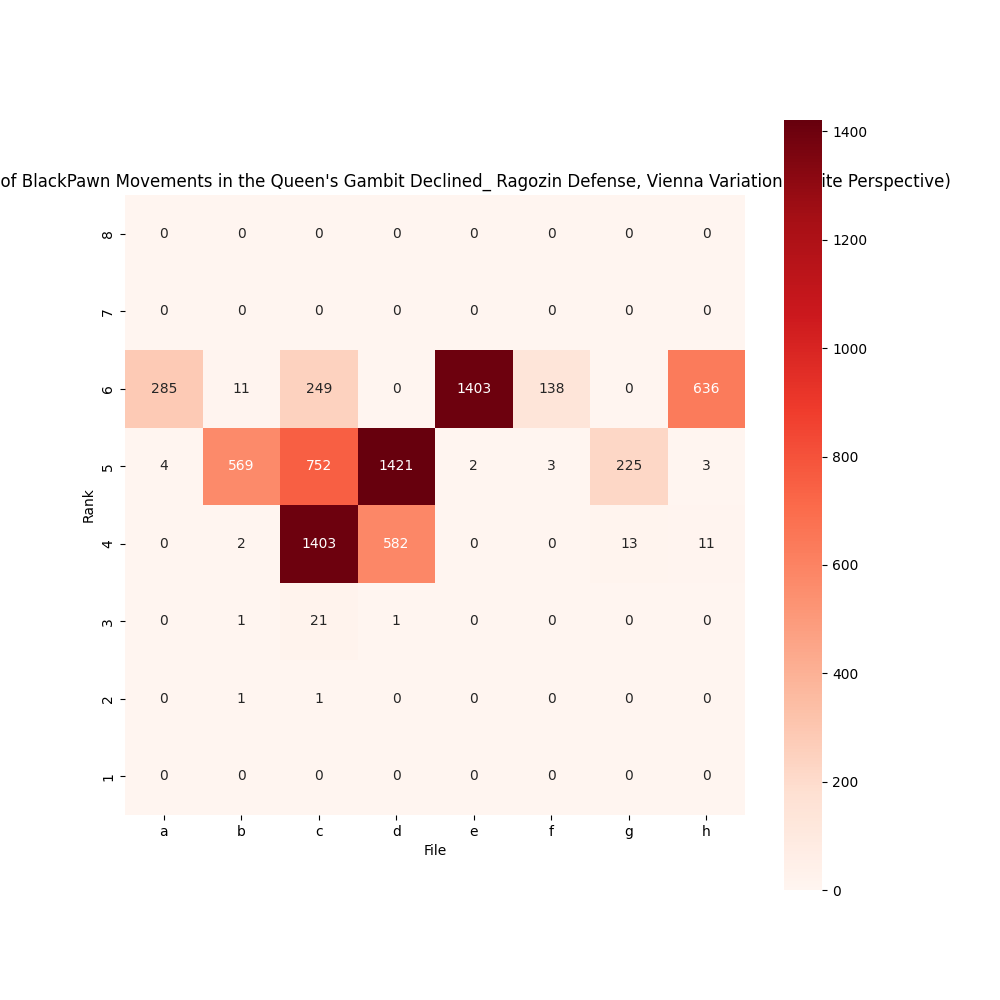 of BlackPawn Movements in the Queen's Gambit Declined_ Ragozin Defense, Vienna Variation Perspective)
1400
1200
1000
800
600
400
200
0
8 0 0 0 0 0 0 0 0
7 0 0 0 0 0 0 0 0
6 285 11 249 0 1403 138 0 636
5 4 569 752 1421 2 3 225 3
4 0 2 1403 582 0 0 13 11
3 0 1 21 1 0 0 0 0
2 0 1 1 0 0 0 0 0
1 0 0 0 0 0 0 0 0
Rank
a b c d e f g h
File